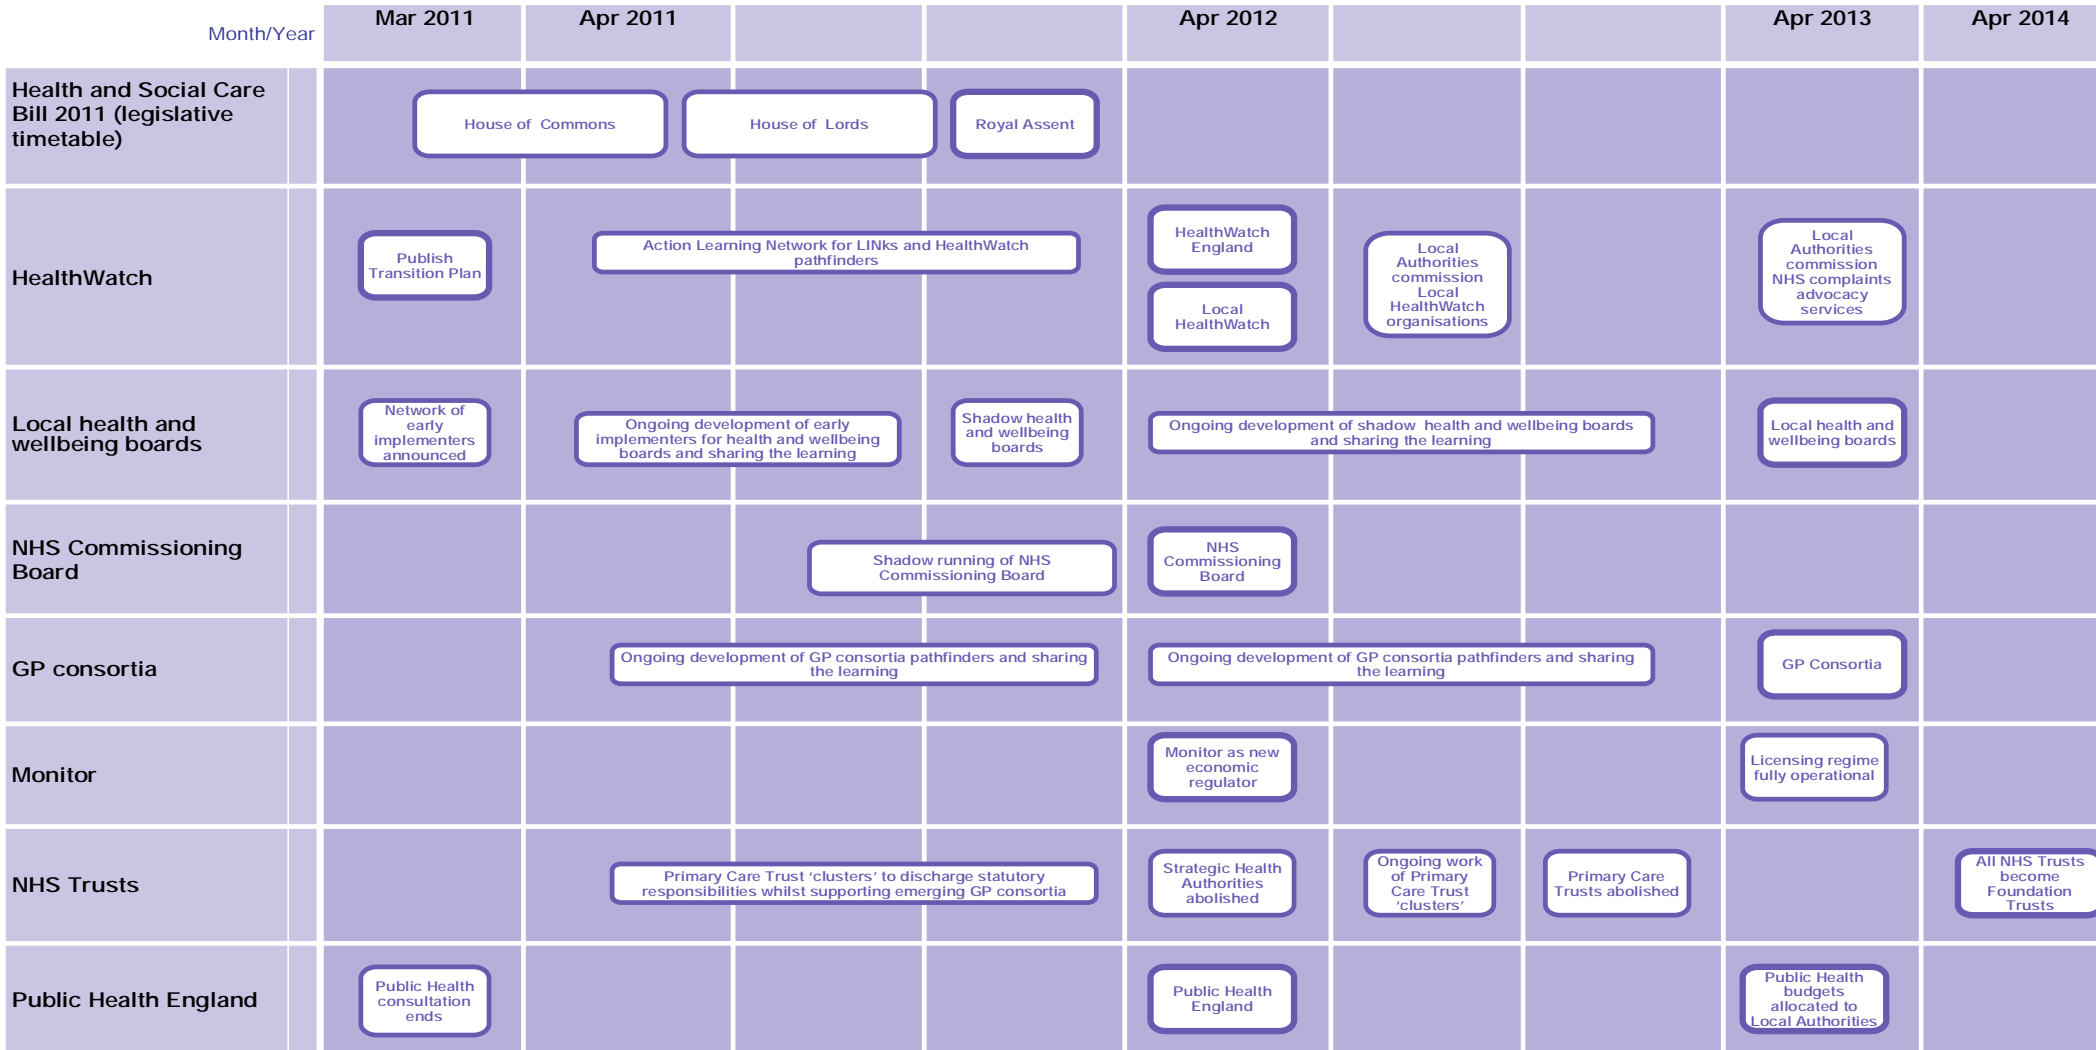 Month/Year
Mar 2011
Apr 2011
Apr 2012
Apr 2013
Apr 2014
Health and Social Care
Bill 2011 (legislative
timetable)
House of Commons
House of Lords
Royal Assent
HealthWatch
Publish
Transition Plan
Action Learning Network for LINks and HealthWatch
pathfinders
HealthWatch
England
Local
HealthWatch
Local
Authorities
commission
Local
HealthWatch
organisations
Local
Authorities
commission
NHS complaints
advocacy
services
Local health and
wellbeing boards
Network of
early
implementers
announced
Ongoing development of early
implementers for health and wellbeing
boards and sharing the learning
Shadow health
and wellbeing
boards
Ongoing development of shadow health and wellbeing boards
and sharing the learning
Local health and
wellbeing boards
NHS Commissioning
Board
Shadow running of NHS
Commissioning Board
NHS
Commissioning
Board
GP consortia
Ongoing development of GP consortia pathfinders and sharing
the learning
Ongoing development of GP consortia pathfinders and sharing
the learning
GP Consortia
Monitor
Monitor as new
economic
regulator
Licensing regime
fully operational
NHS Trusts
Primary Care Trust ‘clusters’ to discharge statutory
responsibilities whilst supporting emerging GP consortia
Strategic Health
Authorities
abolished
Ongoing work
of Primary
Care Trust
‘clusters’
Primary Care
Trusts abolished
All NHS Trusts
become
Foundation
Trusts
Public Health England
Public Health
consultation
ends
Public Health
England
Public Health
budgets
allocated to
Local Authorities